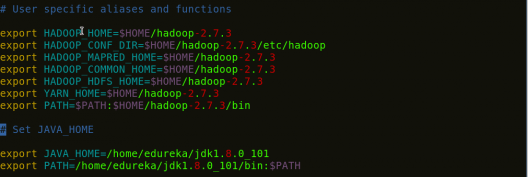 # User specific aliases and functions
export HADOOP_HOME=$HOME/hadoop-2.7.3
export HADOOP_CONF_DIR=$HOME/hadoop-2.7.3/etc/hadoop
export HADOOP_MAPRED_HOME=$HOME/hadoop-2.7.3
export HADOOP_COMMON_HOME=$HOME/hadoop-2.7.3
export HADOOP_HDFS_HOME=$HOME/hadoop-2.7.3
export YARN_HOME=$HOME/hadoop-2.7.3
export PATH=$PATH:$HOME/hadoop-2.7.3/bin
# Set JAVA_HOME
export JAVA_HOME=/home/edureka/jdk1.8.0_101
export PATH=/home/edureka/jdk1.8.0_101/bin:$PATH